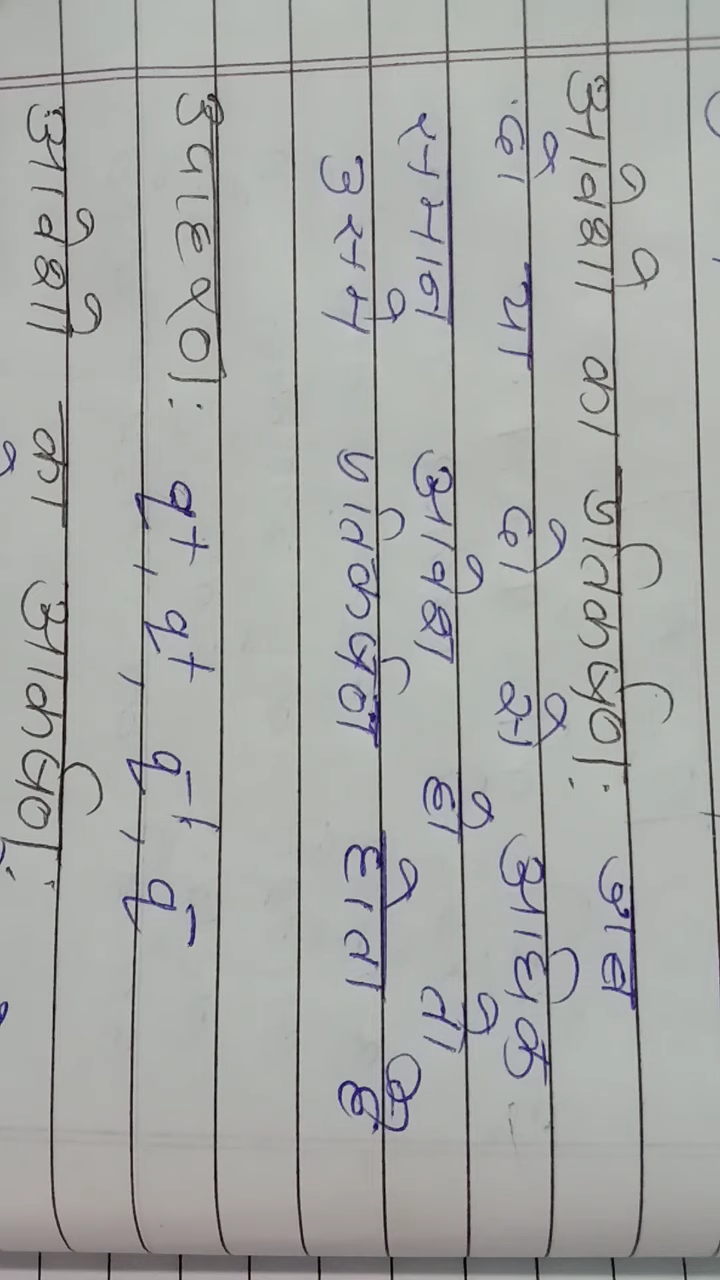 आवेशो का प्रतिकर्षण: जब
दो या दो से अधिक
समान आवेश हो तो
उसमे प्रतिकर्षण होता है
उदाहरण: q+, q+, q-, q-
आवेशो का आकर्षण: